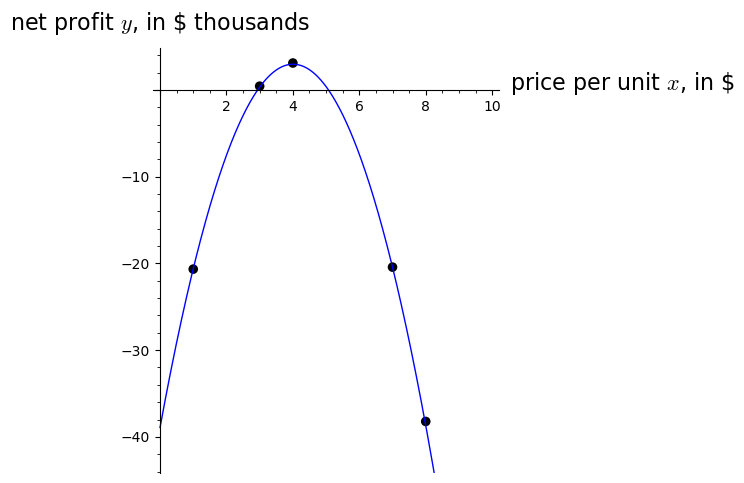 net profit y, in $ thousands
price per unit x, in $
2 4 6 8 10
−10
−20
−30
−40